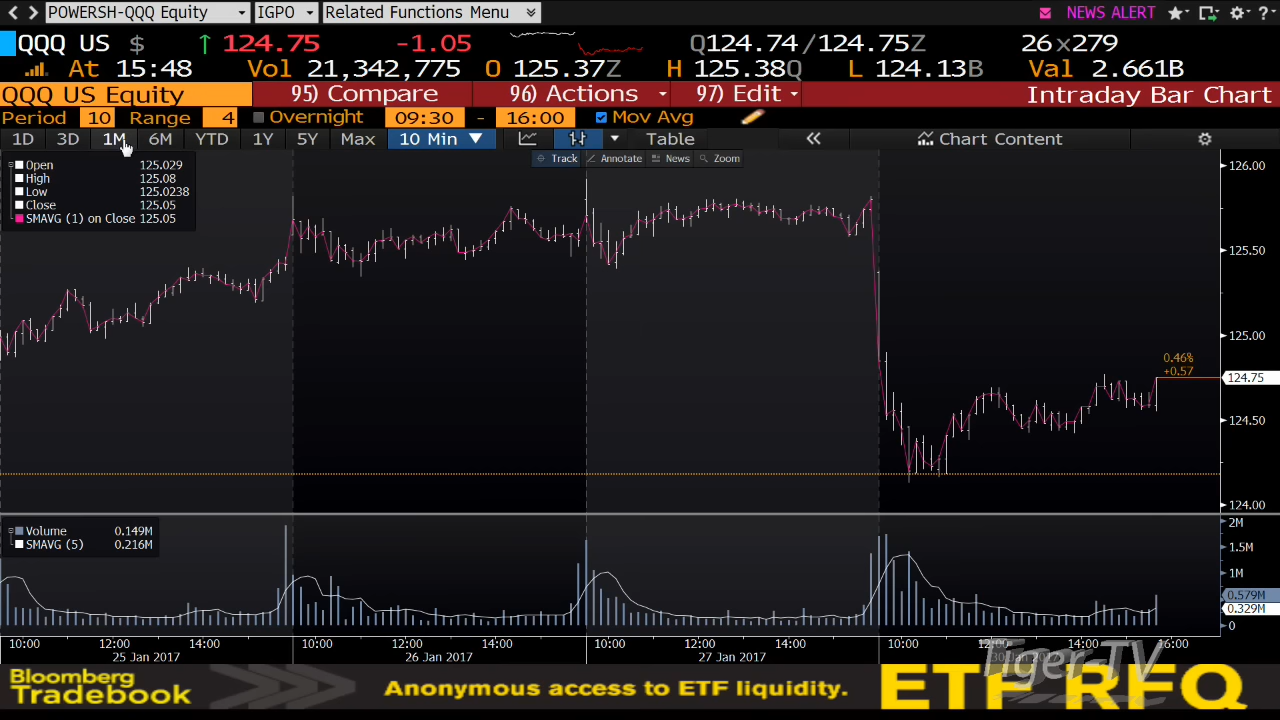 POWERSH-QQQ Equity IGPO Related Functions Menu NEWS ALERT
QQQ US $ ↑ 124.75 -1.05 Q124.74/124.75Z 26x279
At 15:48 Vol 21,342,775 O 125.37Z H 125.38Q L 124.13B Val 2.661B
QQQ US Equity 95) Compare 96) Actions 97) Edit Intraday Bar Chart
Period 10 Range 4 Overnight 09:30 - 16:00 Mov Avg
1D 3D 1M 6M YTD 1Y 5Y Max 10 Min Table Chart Content
Track Annotate News Zoom
Open 125.029
High 125.08
Low 125.0238
Close 125.05
SMAVG (1) on Close 125.05
126.00
125.50
125.00
0.46%
+0.57
124.75
124.50
124.00
Volume 0.149M
SMAVG (5) 0.216M
2M
1.5M
1M
0.579M
0.329M
0
10:00 12:00 14:00 10:00 12:00 14:00 10:00 12:00 14:00 10:00 12:00 14:00 16:00
25 Jan 2017 26 Jan 2017 27 Jan 2017 30 Jan 2017
TigerTV
Bloomberg
Tradebook
Anonymous access to ETF liquidity.
ETF RFQ